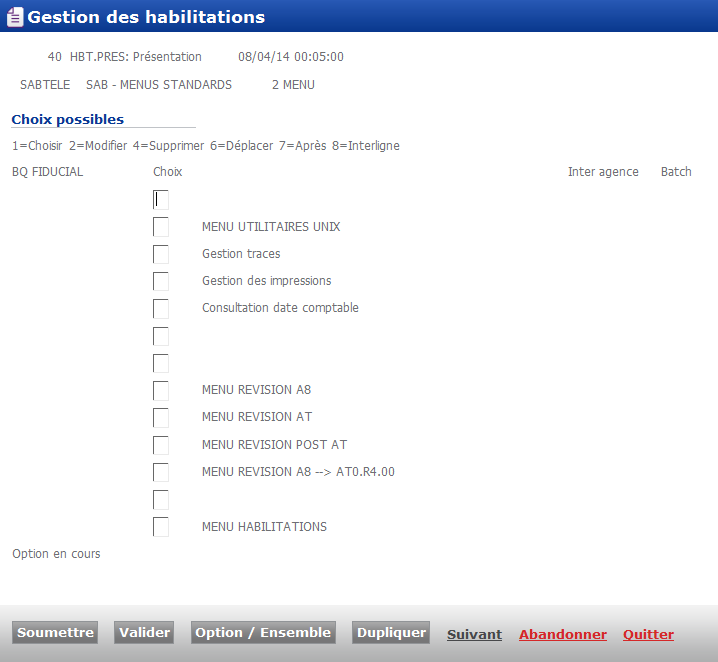 Gestion des habilitations
40 HBT.PRES: Présentation 08/04/14 00:05:00
SABTELE SAB - MENUS STANDARDS 2 MENU
Choix possibles
1=Choisir 2=Modifier 4=Supprimer 6=Déplacer 7=Après 8=Interligne
BQ FIDUCIAL Choix Inter agence Batch
MENU UTILITAIRES UNIX
Gestion traces
Gestion des impressions
Consultation date comptable
MENU REVISION A8
MENU REVISION AT
MENU REVISION POST AT
MENU REVISION A8 --> AT0.R4.00
MENU HABILITATIONS
Option en cours
Soumettre Valider Option / Ensemble Dupliquer Suivant Abandonner Quitter